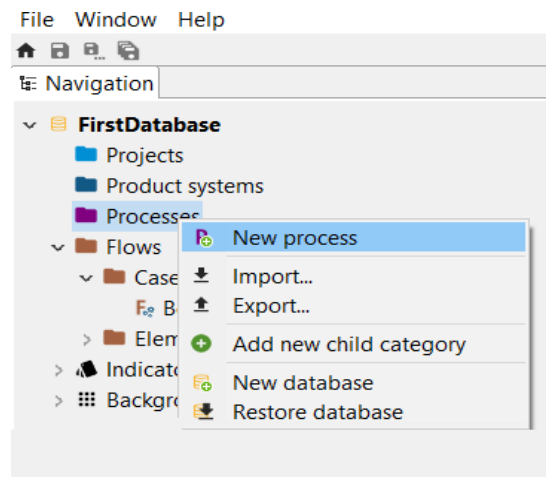 File Window Help
Navigation
FirstDatabase
Projects
Product systems
Processes
New process
Flows
Case
Import...
Export...
Add new child category
New database
Restore database